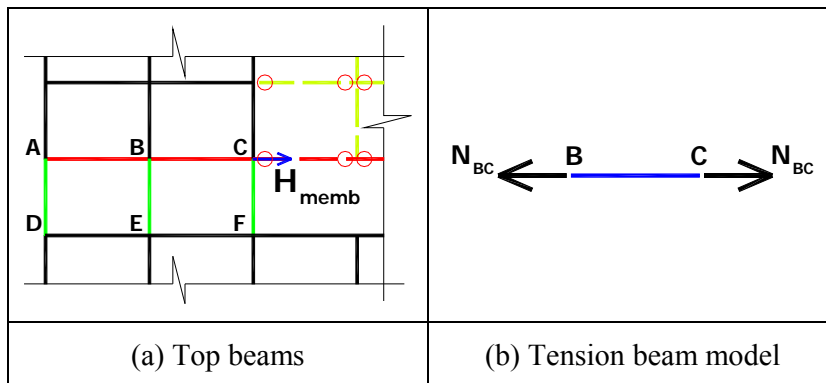 A B C
H memb
D E F
N BC B C N BC
(a) Top beams
(b) Tension beam model